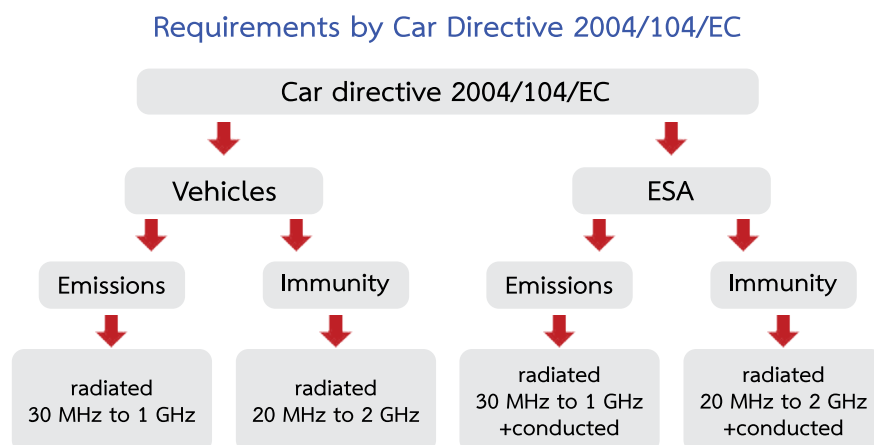 Requirements by Car Directive 2004/104/EC
Car directive 2004/104/EC
Vehicles
ESA
Emissions
Immunity
Emissions
Immunity
radiated
30 MHz to 1 GHz
radiated
20 MHz to 2 GHz
radiated
30 MHz to 1 GHz
+conducted
radiated
20 MHz to 2 GHz
+conducted